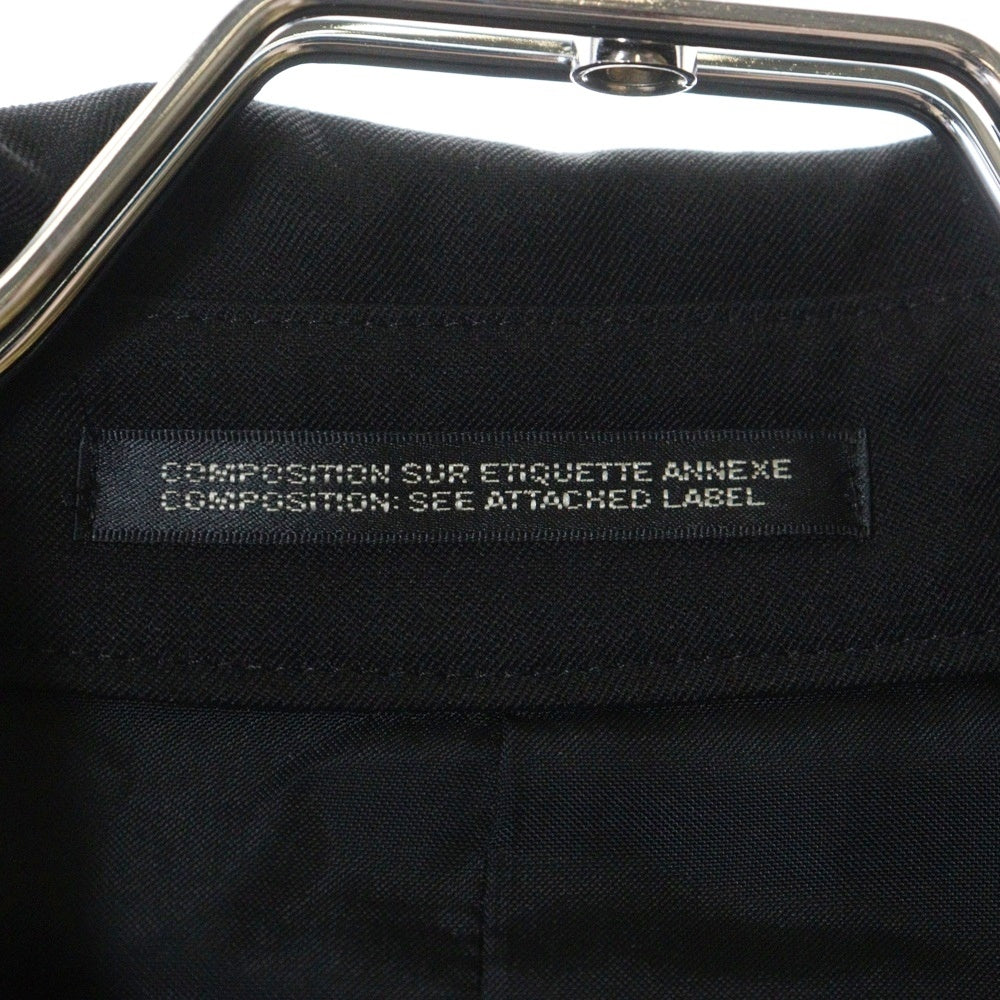 COMPOSITION SUR ETIQUETTE ANNEXE
COMPOSITION: SEE ATTACHED LABEL